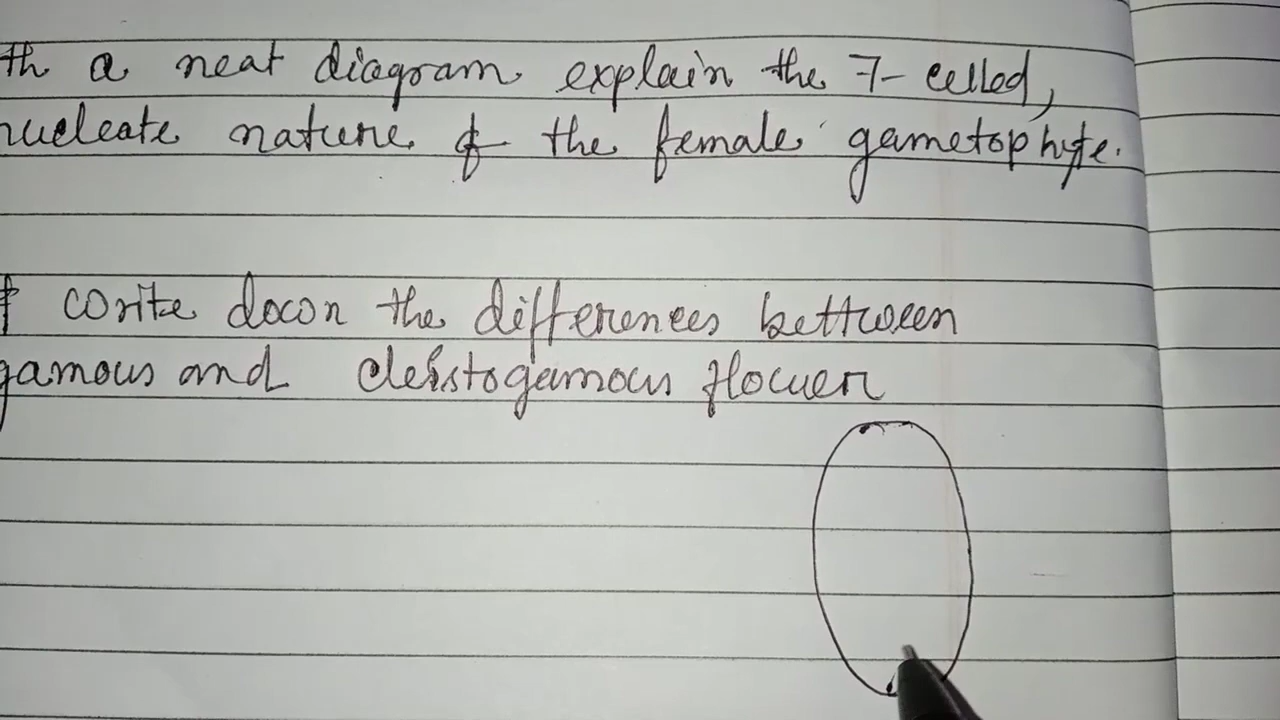 th a neat diagram explain the 7-celled,
nucleate nature of the female gametophyte.
f write down the differences bettween
gamous and cleistogamous flower